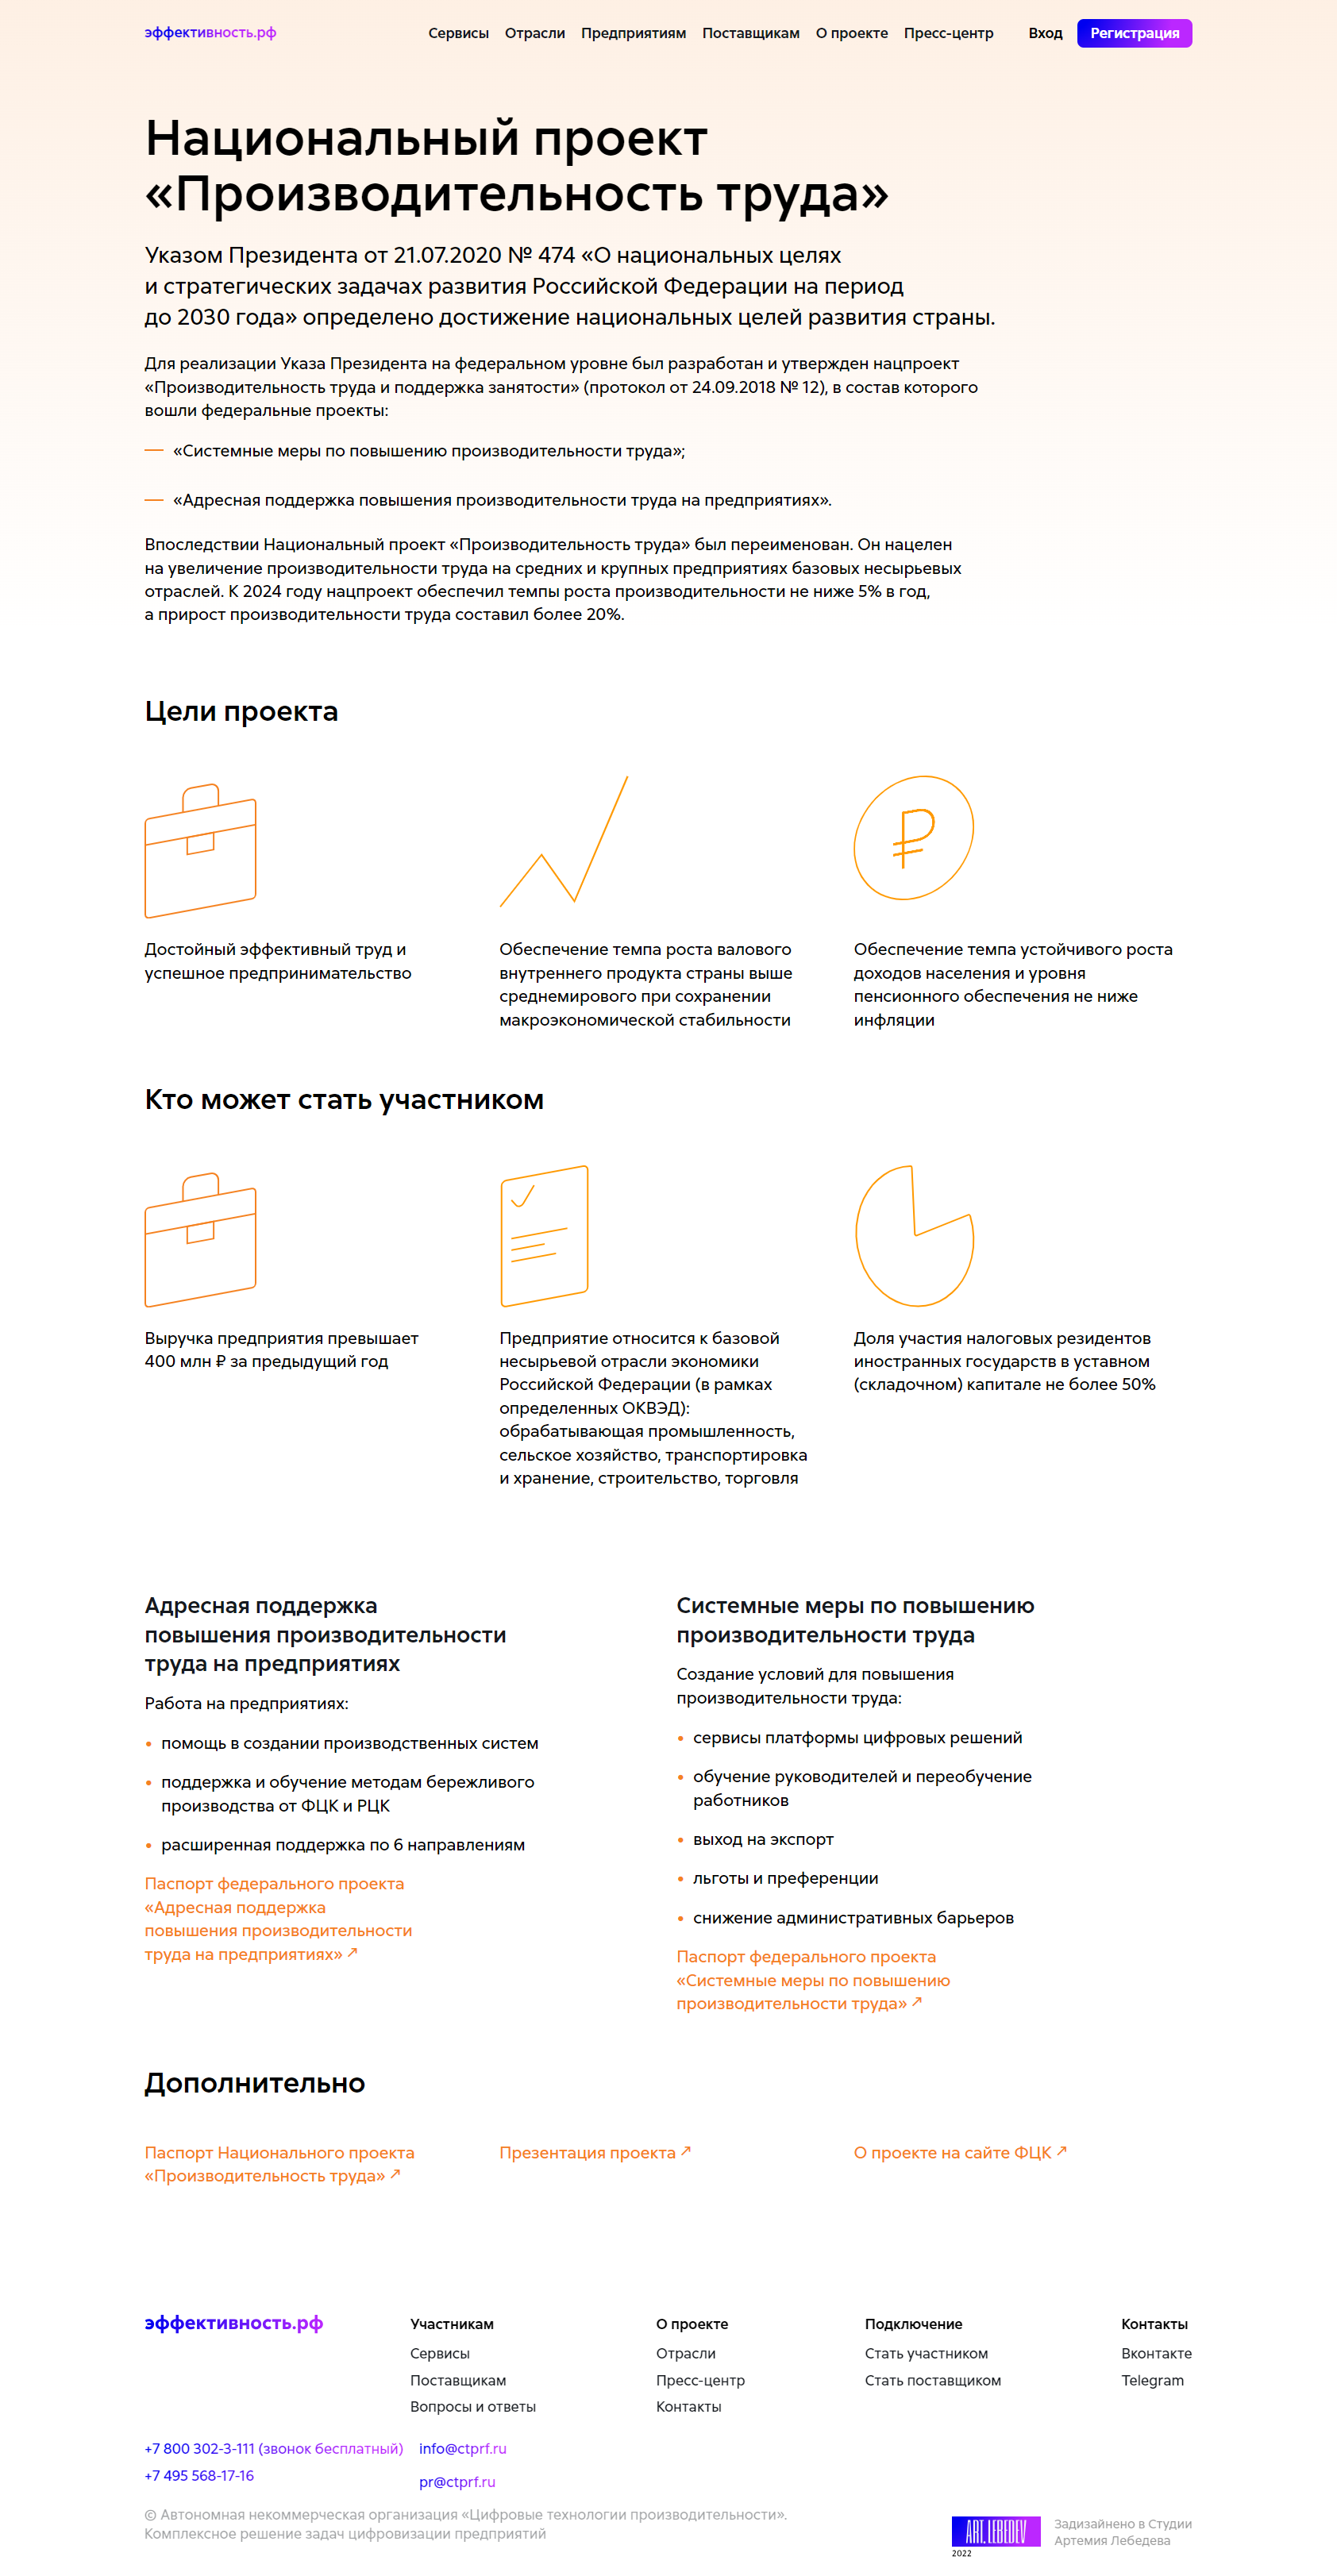 эффективность.рф
Сервисы Отрасли Предприятиям Поставщикам О проекте Пресс-центр Вход Регистрация
Национальный проект
«Производительность труда»
Указом Президента от 21.07.2020 № 474 «О национальных целях
и стратегических задачах развития Российской Федерации на период
до 2030 года» определено достижение национальных целей развития страны.
Для реализации Указа Президента на федеральном уровне был разработан и утвержден нацпроект
«Производительность труда и поддержка занятости» (протокол от 24.09.2018 № 12), в состав которого
вошли федеральные проекты:
— «Системные меры по повышению производительности труда»;
— «Адресная поддержка повышения производительности труда на предприятиях».
Впоследствии Национальный проект «Производительность труда» был переименован. Он нацелен
на увеличение производительности труда на средних и крупных предприятиях базовых несырьевых
отраслей. К 2024 году нацпроект обеспечил темпы роста производительности не ниже 5% в год,
а прирост производительности труда составил более 20%.
Цели проекта
Достойный эффективный труд и
успешное предпринимательство
Обеспечение темпа роста валового
внутреннего продукта страны выше
среднемирового при сохранении
макроэкономической стабильности
Обеспечение темпа устойчивого роста
доходов населения и уровня
пенсионного обеспечения не ниже
инфляции
Кто может стать участником
Выручка предприятия превышает
400 млн ₽ за предыдущий год
Предприятие относится к базовой
несырьевой отрасли экономики
Российской Федерации (в рамках
определенных ОКВЭД):
обрабатывающая промышленность,
сельское хозяйство, транспортировка
и хранение, строительство, торговля
Доля участия налоговых резидентов
иностранных государств в уставном
(складочном) капитале не более 50%
Адресная поддержка
повышения производительности
труда на предприятиях
Работа на предприятиях:
• помощь в создании производственных систем
• поддержка и обучение методам бережливого
производства от ФЦК и РЦК
• расширенная поддержка по 6 направлениям
Паспорт федерального проекта
«Адресная поддержка
повышения производительности
труда на предприятиях» ↗
Системные меры по повышению
производительности труда
Создание условий для повышения
производительности труда:
• сервисы платформы цифровых решений
• обучение руководителей и переобучение
работников
• выход на экспорт
• льготы и преференции
• снижение административных барьеров
Паспорт федерального проекта
«Системные меры по повышению
производительности труда» ↗
Дополнительно
Паспорт Национального проекта
«Производительность труда» ↗
Презентация проекта ↗
О проекте на сайте ФЦК ↗
эффективность.рф
Участникам
Сервисы
Поставщикам
Вопросы и ответы
О проекте
Отрасли
Пресс-центр
Контакты
Подключение
Стать участником
Стать поставщиком
Контакты
Вконтакте
Telegram
+7 800 302-3-111 (звонок бесплатный)
+7 495 568-17-16
info@ctprf.ru
pr@ctprf.ru
© Автономная некоммерческая организация «Цифровые технологии производительности».
Комплексное решение задач цифровизации предприятий
ART. LEBEDEV
2022
Задизайнено в Студии
Артемия Лебедева